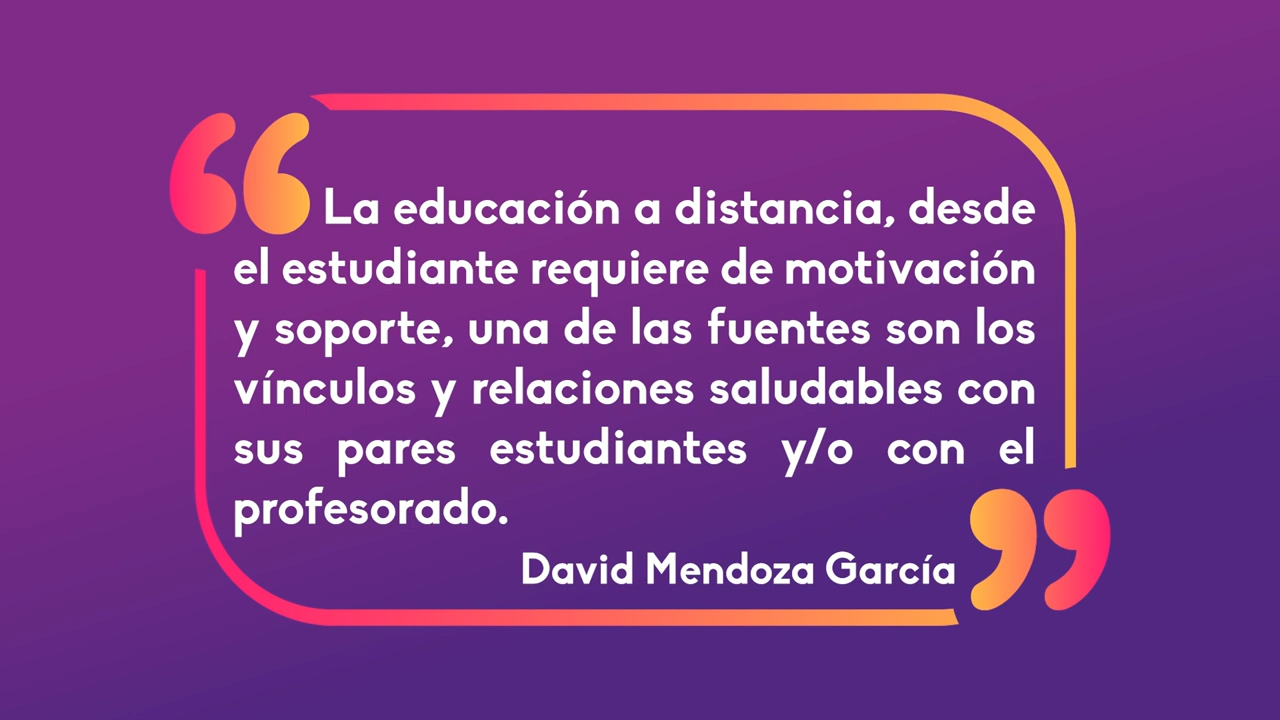 “ La educación a distancia, desde
el estudiante requiere de motivación
y soporte, una de las fuentes son los
vínculos y relaciones saludables con
sus pares estudiantes y/o con el
profesorado.
David Mendoza García ”